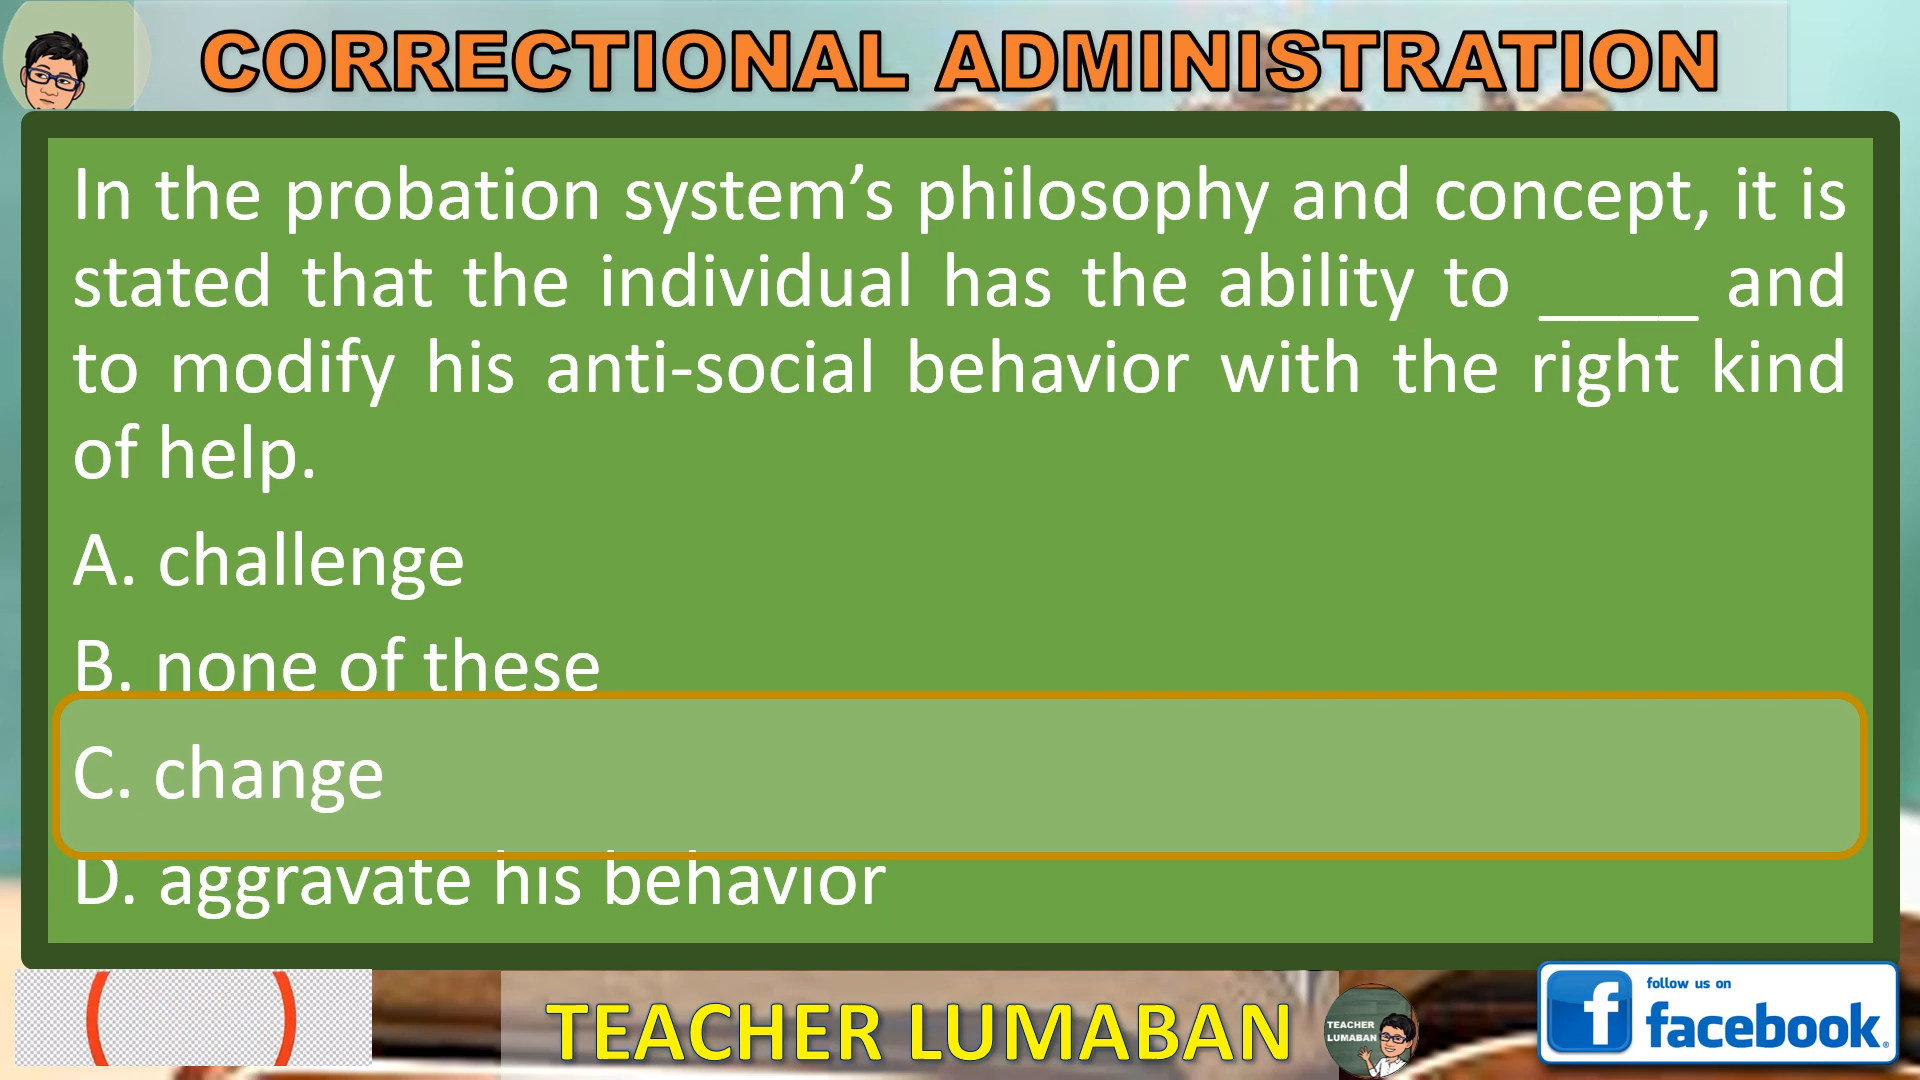 CORRECTIONAL ADMINISTRATION
In the probation system’s philosophy and concept, it is
stated that the individual has the ability to ____ and
to modify his anti-social behavior with the right kind
of help.
A. challenge
B. none of these
C. change
D. aggravate his behavior
TEACHER LUMABAN
TEACHER
LUMABAN
follow us on
facebook